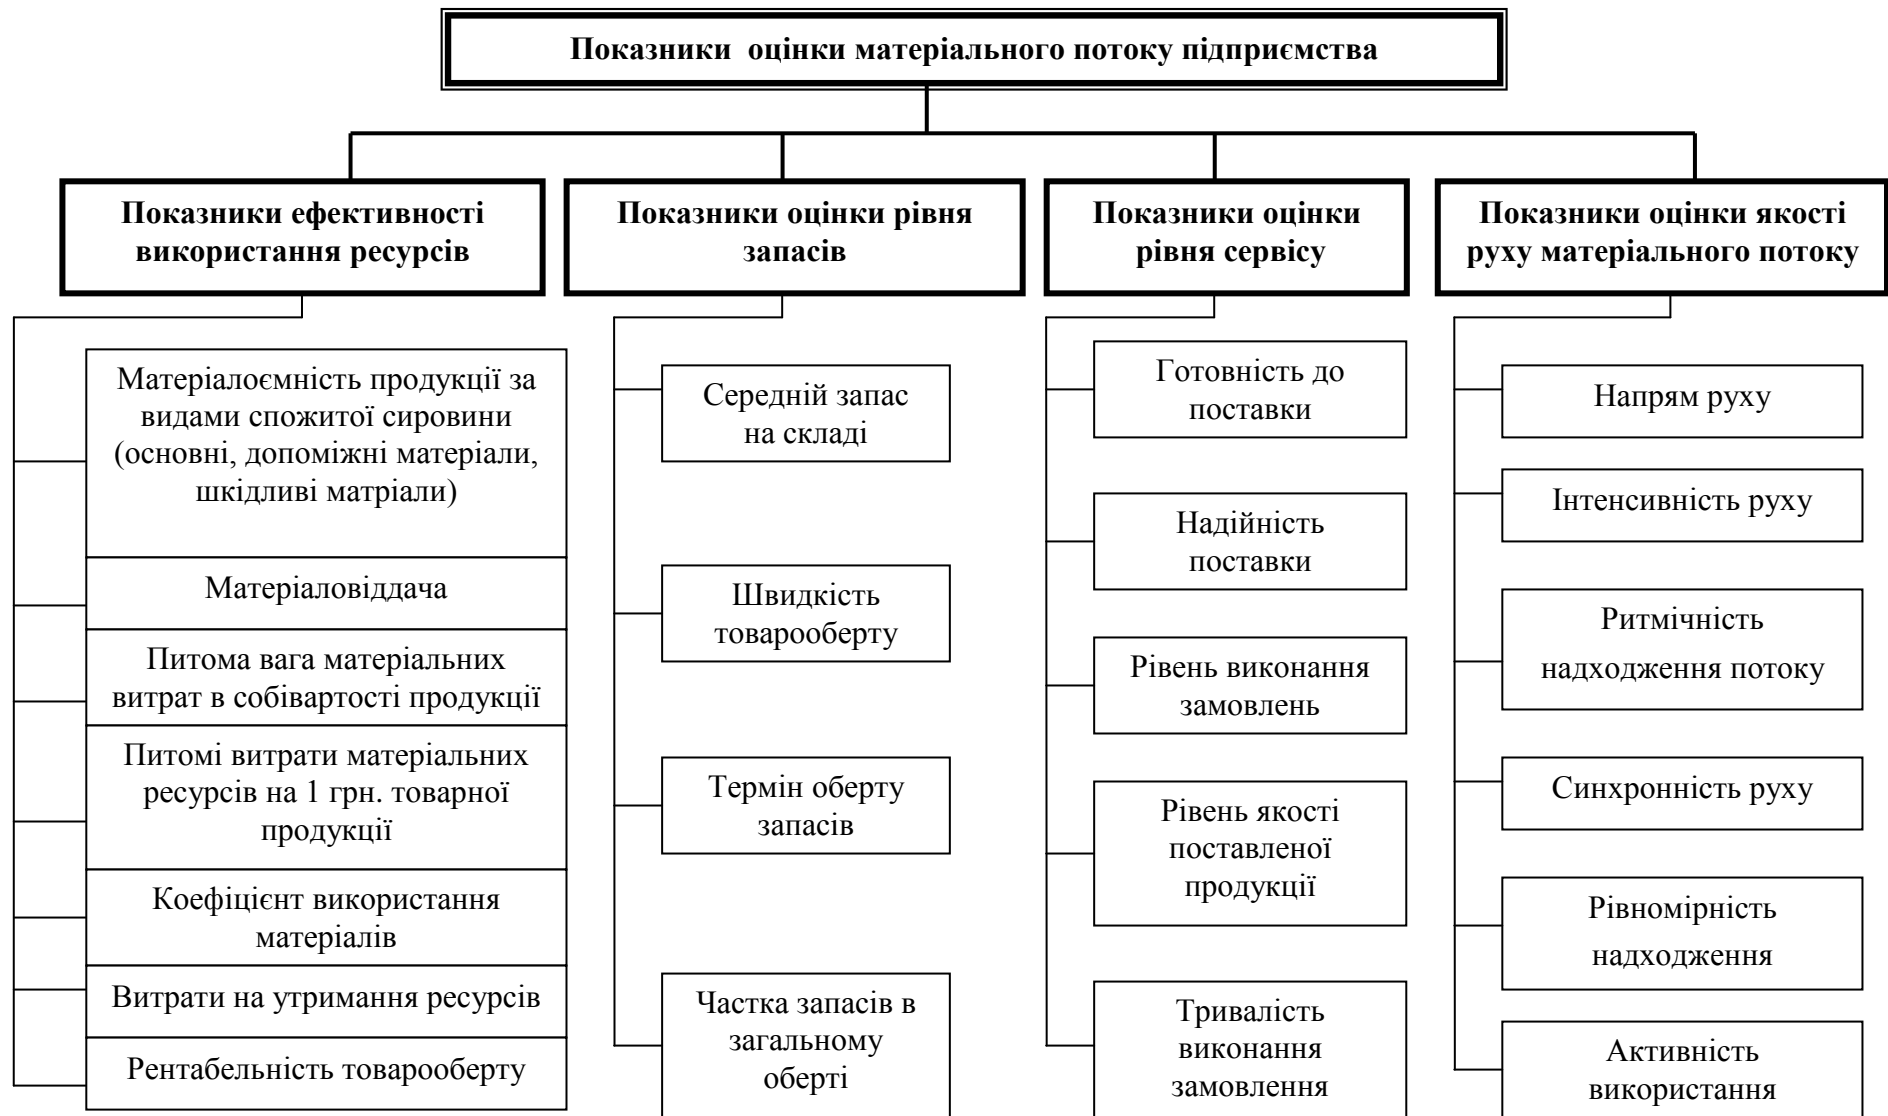 Показники оцінки матеріального потоку підприємства
Показники ефективності
використання ресурсів
Матеріалоємність продукції за
видами спожитої сировини
(основні, допоміжні матеріали,
шкідливі матріали)
Матеріаловіддача
Питома вага матеріальних
витрат в собівартості продукції
Питомі витрати матеріальних
ресурсів на 1 грн. товарної
продукції
Коефіцієнт використання
матеріалів
Витрати на утримання ресурсів
Рентабельність товарооберту
Показники оцінки рівня
запасів
Середній запас
на складі
Швидкість
товарооберту
Термін оберту
запасів
Частка запасів в
загальному
оберті
Показники оцінки
рівня сервісу
Готовність до
поставки
Надійність
поставки
Рівень виконання
замовлень
Рівень якості
поставленої
продукції
Тривалість
виконання
замовлення
Показники оцінки якості
руху матеріального потоку
Напрям руху
Інтенсивність руху
Ритмічність
надходження потоку
Синхронність руху
Рівномірність
надходження
Активність
використання